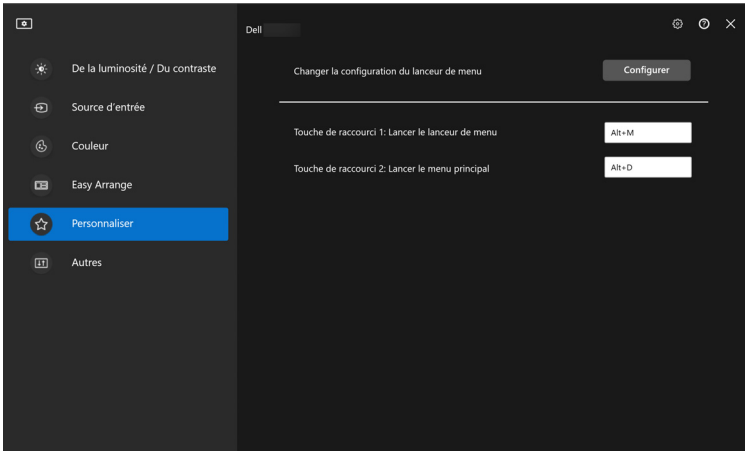 Dell
De la luminosité / Du contraste
Source d'entrée
Couleur
Easy Arrange
Personnaliser
Autres
Changer la configuration du lanceur de menu
Configurer
Touche de raccourci 1: Lancer le lanceur de menu
Alt+M
Touche de raccourci 2: Lancer le menu principal
Alt+D